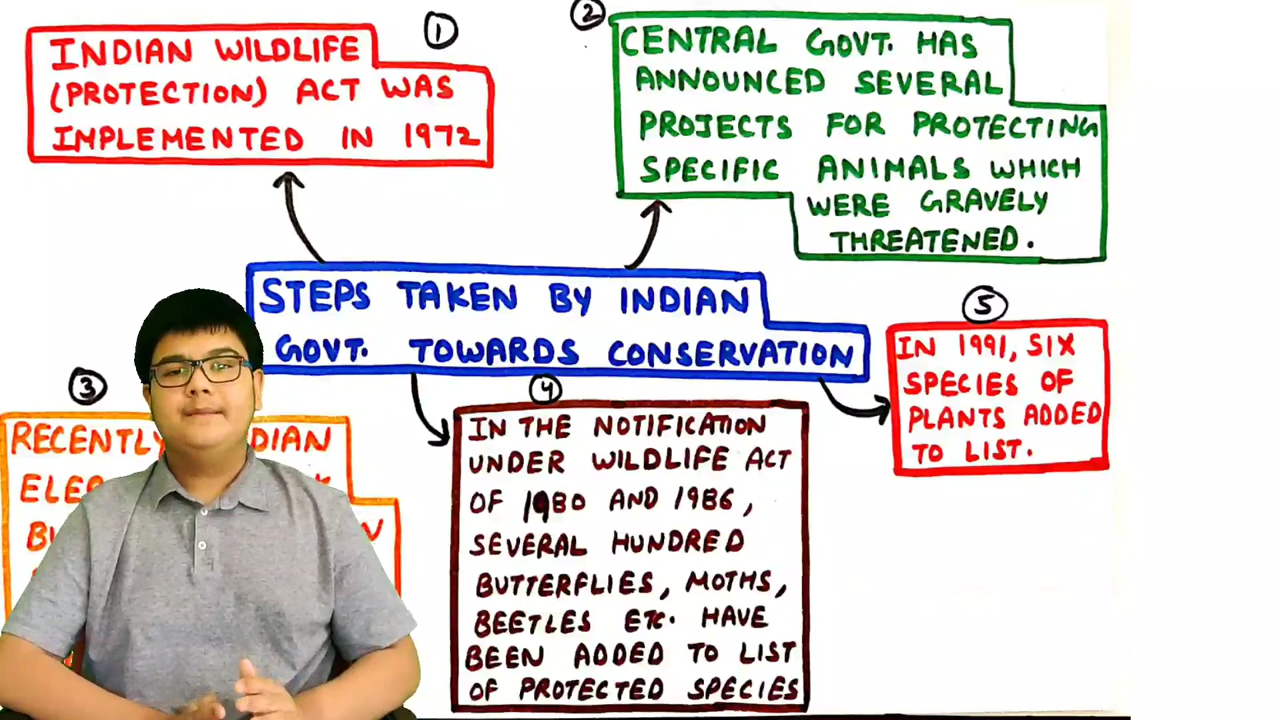 ①
INDIAN WILDLIFE
(PROTECTION) ACT WAS
IMPLEMENTED IN 1972
②
CENTRAL GOVT. HAS
ANNOUNCED SEVERAL
PROJECTS FOR PROTECTING
SPECIFIC ANIMALS WHICH
WERE GRAVELY
THREATENED.
STEPS TAKEN BY INDIAN
GOVT. TOWARDS CONSERVATION
③
RECENTLY
④
IN THE NOTIFICATION
UNDER WILDLIFE ACT
OF 1980 AND 1986,
SEVERAL HUNDRED
BUTTERFLIES, MOTHS,
BEETLES ETC. HAVE
BEEN ADDED TO LIST
OF PROTECTED SPECIES
⑤
IN 1991, SIX
SPECIES OF
PLANTS ADDED
TO LIST.